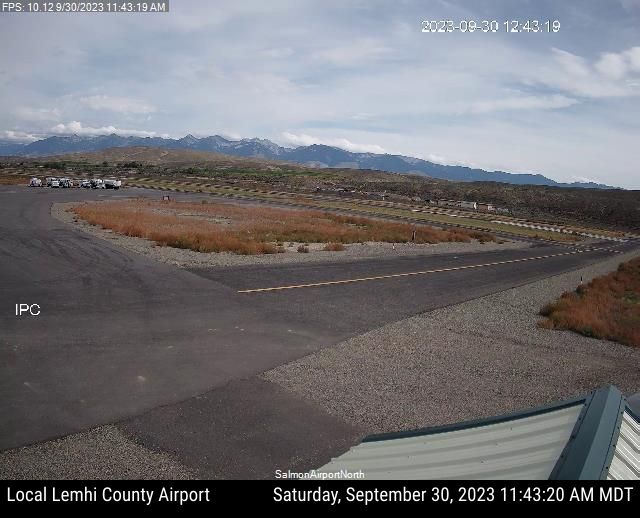 FPS: 10.12 9/30/2023 11:43:19 AM
2023-09-30 12:43:19
IPC
SalmonAirportNorth
Local Lemhi County Airport Saturday, September 30, 2023 11:43:20 AM MDT